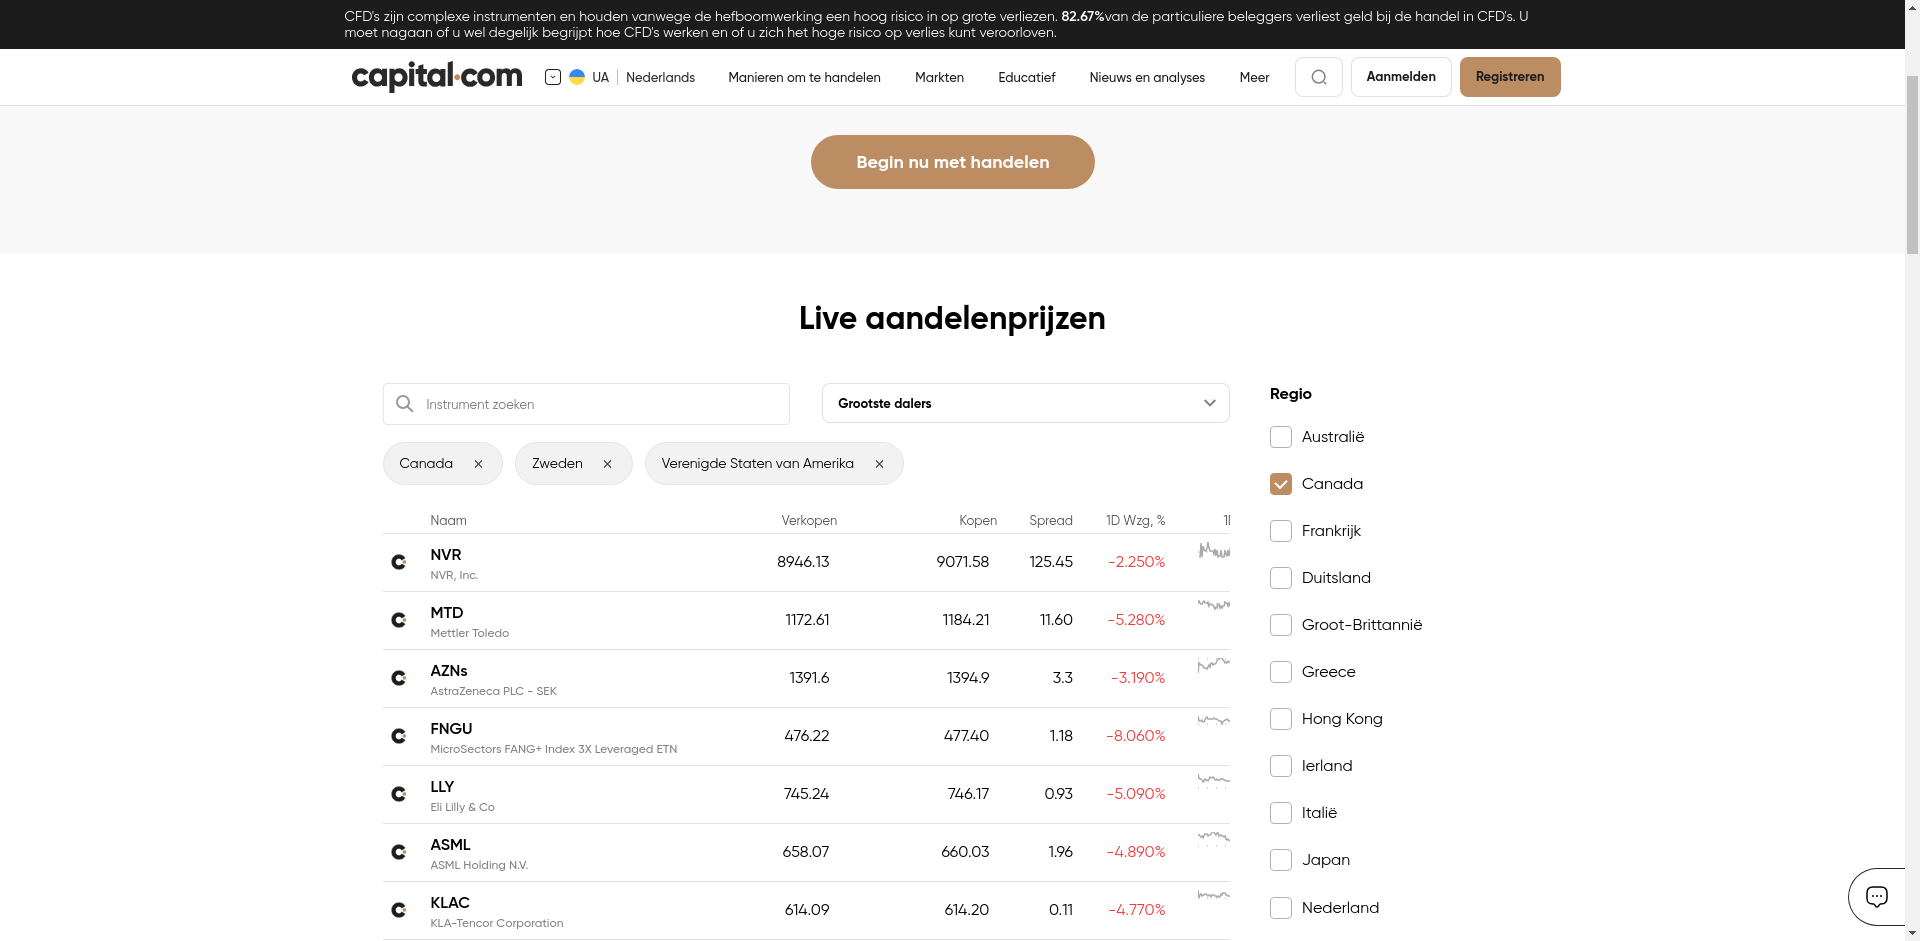 CFD's zijn complexe instrumenten en houden vanwege de hefboomwerking een hoog risico in op grote verliezen. 82.67%van de particuliere beleggers verliest geld bij de handel in CFD's. U
moet nagaan of u wel degelijk begrijpt hoe CFD's werken en of u zich het hoge risico op verlies kunt veroorloven.
capital.com
UA
Nederlands
Manieren om te handelen
Markten
Educatief
Nieuws en analyses
Meer
Aanmelden
Registreren
Begin nu met handelen
Live aandelenprijzen
Instrument zoeken
Grootste dalers
Canada
Zweden
Verenigde Staten van Amerika
Naam Verkopen Kopen Spread 1D Wzg, %
NVR 8946.13 9071.58 125.45 -2.250%
NVR, Inc.
MTD 1172.61 1184.21 11.60 -5.280%
Mettler Toledo
AZNs 1391.6 1394.9 3.3 -3.190%
AstraZeneca PLC - SEK
FNGU 476.22 477.40 1.18 -8.060%
MicroSectors FANG+ Index 3X Leveraged ETN
LLY 745.24 746.17 0.93 -5.090%
Eli Lilly & Co
ASML 658.07 660.03 1.96 -4.890%
ASML Holding N.V.
KLAC 614.09 614.20 0.11 -4.770%
KLA-Tencor Corporation
Regio
Australië
Canada
Frankrijk
Duitsland
Groot-Brittannië
Greece
Hong Kong
Ierland
Italië
Japan
Nederland